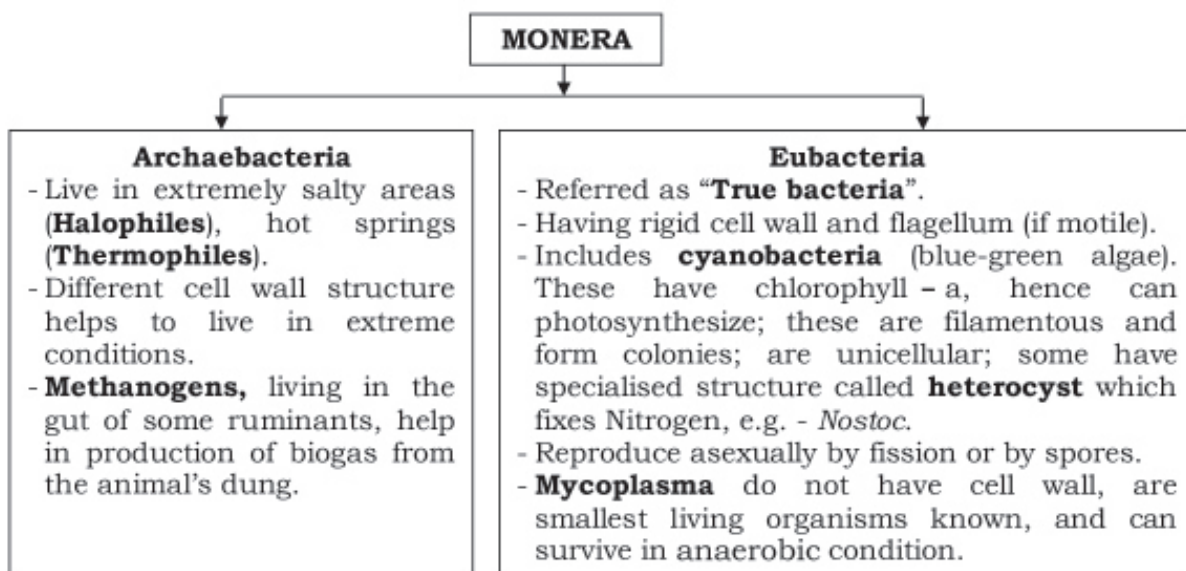 MONERA
Archaebacteria
- Live in extremely salty areas
(Halophiles), hot springs
(Thermophiles).
- Different cell wall structure
helps to live in extreme
conditions.
- Methanogens, living in the
gut of some ruminants, help
in production of biogas from
the animal's dung.
Eubacteria
- Referred as “True bacteria”.
- Having rigid cell wall and flagellum (if motile).
- Includes cyanobacteria (blue-green algae).
These have chlorophyll – a, hence can
photosynthesize; these are filamentous and
form colonies; are unicellular; some have
specialised structure called heterocyst which
fixes Nitrogen, e.g. - Nostoc.
- Reproduce asexually by fission or by spores.
- Mycoplasma do not have cell wall, are
smallest living organisms known, and can
survive in anaerobic condition.